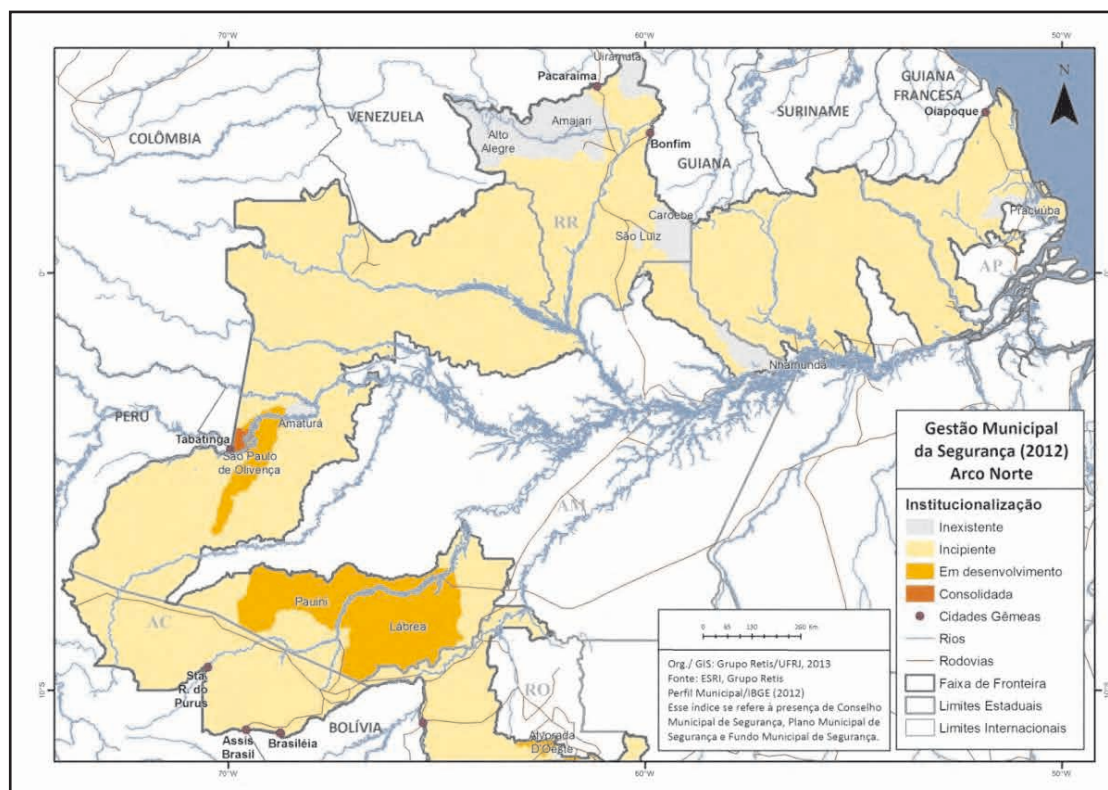 70°W
60°W
50°W
Uiramutã
Pacaraima
GUIANA
FRANCESA
N
VENEZUELA
SURINAME
Oiapoque
COLÔMBIA
Amajari
Alto
Alegre
Bonfim
GUIANA
RR
Caroebe
São Luiz
Pracuúba
AP
Nhamundá
PERU
Amaturá
Tabatinga
São Paulo
de Olivença
AM
Pauini
Lábrea
AC
Sta
R. do
Purus
RO
BOLÍVIA
Assis
Brasil
Brasiléia
Alvorada
D'Oeste
10°S
10°S
70°W
60°W
50°W
Gestão Municipal
da Segurança (2012)
Arco Norte
Institucionalização
Inexistente
Incipiente
Em desenvolvimento
Consolidada
Cidades Gêmeas
Rios
Rodovias
Faixa de Fronteira
Limites Estaduais
Limites Internacionais
0 65 130 260 Km
Org./ GIS: Grupo Retis/UFRJ, 2013
Fonte: ESRI, Grupo Retis
Perfil Municipal/IBGE (2012)
Esse índice se refere à presença de Conselho
Municipal de Segurança, Plano Municipal de
Segurança e Fundo Municipal de Segurança.